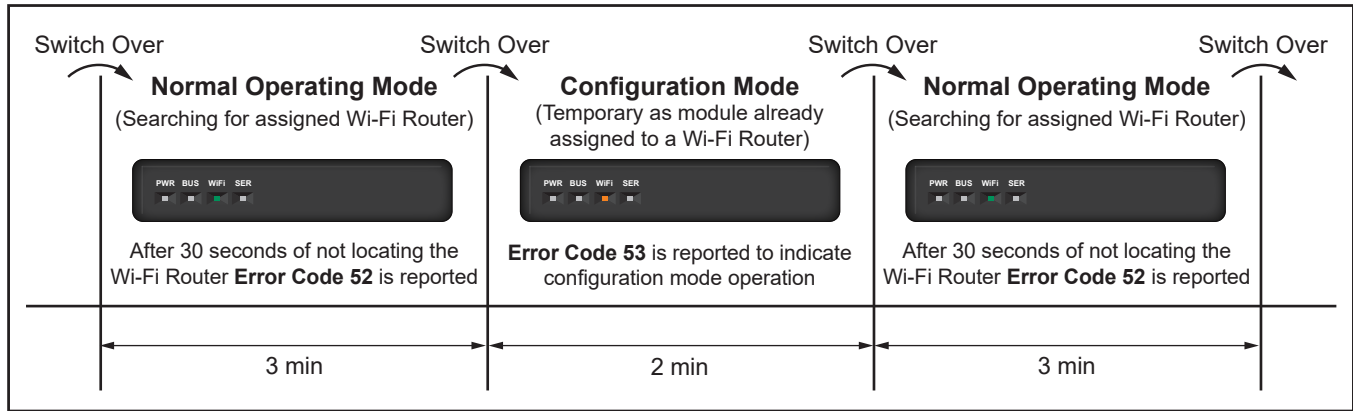 Switch Over
Switch Over
Switch Over
Switch Over
Normal Operating Mode
(Searching for assigned Wi-Fi Router)
PWR BUS WiFi SER
After 30 seconds of not locating the
Wi-Fi Router Error Code 52 is reported
Configuration Mode
(Temporary as module already
assigned to a Wi-Fi Router)
PWR BUS WiFi SER
Error Code 53 is reported to indicate
configuration mode operation
Normal Operating Mode
(Searching for assigned Wi-Fi Router)
PWR BUS WiFi SER
After 30 seconds of not locating the
Wi-Fi Router Error Code 52 is reported
3 min
2 min
3 min